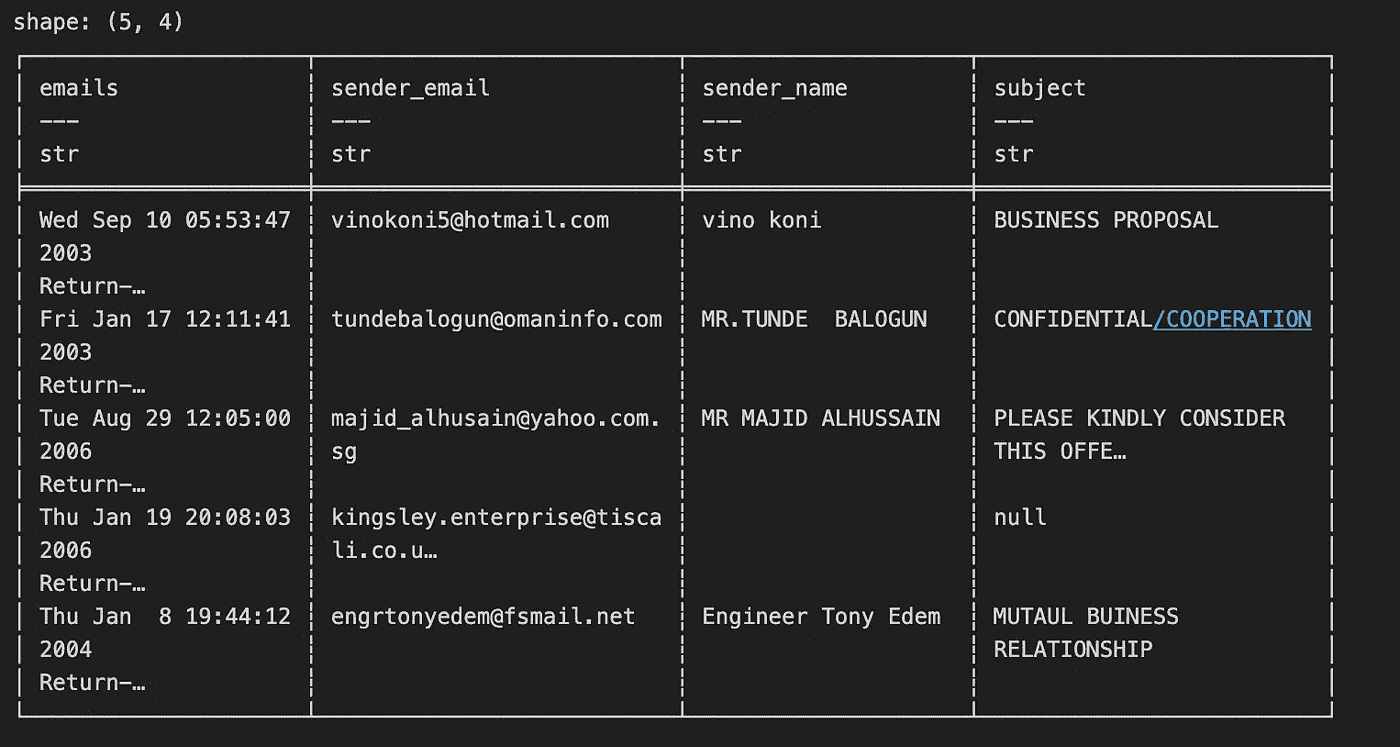 shape: (5, 4)
emails sender_email sender_name subject
--- --- --- ---
str str str str
Wed Sep 10 05:53:47 vinokoni5@hotmail.com vino koni BUSINESS PROPOSAL
2003
Return-…
Fri Jan 17 12:11:41 tundebalogun@omaninfo.com MR.TUNDE  BALOGUN CONFIDENTIAL/COOPERATION
2003
Return-…
Tue Aug 29 12:05:00 majid_alhusain@yahoo.com. MR MAJID ALHUSSAIN PLEASE KINDLY CONSIDER
2006 sg THIS OFFE…
Return-…
Thu Jan 19 20:08:03 kingsley.enterprise@tisca null
2006 li.co.u…
Return-…
Thu Jan  8 19:44:12 engrtonyedem@fsmail.net Engineer Tony Edem MUTAUL BUINESS
2004 RELATIONSHIP
Return-…